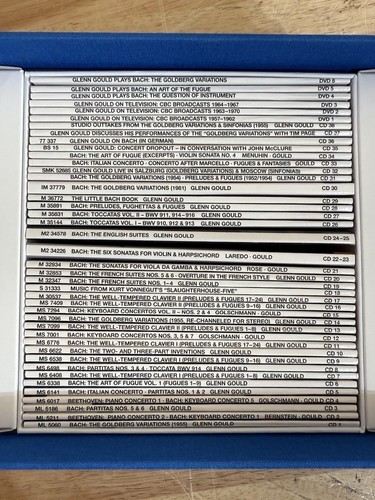 GLENN GOULD PLAYS BACH: THE GOLDBERG VARIATIONS DVD 6
GLENN GOULD PLAYS BACH: AN ART OF THE FUGUE DVD 5
GLENN GOULD PLAYS BACH: THE QUESTION OF INSTRUMENT DVD 4
GLENN GOULD ON TELEVISION: CBC BROADCASTS 1964–1967 DVD 3
GLENN GOULD ON TELEVISION: CBC BROADCASTS 1963–1970 DVD 2
GLENN GOULD ON TELEVISION: CBC BROADCASTS 1957–1962 DVD 1
STUDIO OUTTAKES FROM THE GOLDBERG VARIATIONS & SINFONIAS (1955) GLENN GOULD CD 38
GLENN GOULD DISCUSSES HIS PERFORMANCES OF THE "GOLDBERG VARIATIONS" WITH TIM PAGE CD 37
77 337 GLENN GOULD ON BACH (IN GERMAN) CD 36
BS 15 GLENN GOULD: CONCERT DROPOUT - IN CONVERSATION WITH JOHN McCLURE CD 35
BACH: THE ART OF FUGUE (EXCERPTS) - VIOLIN SONATA NO. 4 MENUHIN - GOULD CD 34
BACH: ITALIAN CONCERTO - CONCERTO AFTER MARCELLO - FUGUES & FANTASIES GOULD CD 33
SMK 52685 GLENN GOULD LIVE IN SALZBURG (GOLDBERG VARIATIONS) & MOSCOW (SINFONIAS) CD 32
BACH: THE GOLDBERG VARIATIONS (1954) - PRELUDES & FUGUES (1952/1954) GLENN GOULD CD 31
IM 37779 BACH: THE GOLDBERG VARIATIONS (1981) GLENN GOULD CD 30
M 36772 THE LITTLE BACH BOOK GLENN GOULD CD 29
M 35891 BACH: PRELUDES, FUGHETTAS & FUGUES GLENN GOULD CD 28
M 35831 BACH: TOCCATAS VOL. II – BWV 911, 914–916 GLENN GOULD CD 27
M 35144 BACH: TOCCATAS VOL. I – BWV 910, 912 & 913 GLENN GOULD CD 26
M2 34578 BACH: THE ENGLISH SUITES GLENN GOULD CD 24–25
M2 34226 BACH: THE SIX SONATAS FOR VIOLIN & HARPSICHORD LAREDO - GOULD CD 22–23
M 32934 BACH: THE SONATAS FOR VIOLA DA GAMBA & HARPSICHORD ROSE - GOULD CD 21
M 32853 BACH: THE FRENCH SUITES NOS. 5 & 6 - OVERTURE IN THE FRENCH STYLE GLENN GOULD CD 20
M 32347 BACH: THE FRENCH SUITES NOS. 1–4 GLENN GOULD CD 19
S 31333 MUSIC FROM KURT VONNEGUT'S "SLAUGHTERHOUSE-FIVE" CD 18
M 30537 BACH: THE WELL-TEMPERED CLAVIER II (PRELUDES & FUGUES 17–24) GLENN GOULD CD 17
MS 7409 BACH: THE WELL-TEMPERED CLAVIER II (PRELUDES & FUGUES 9–16) GLENN GOULD CD 16
MS 7294 BACH: KEYBOARD CONCERTOS VOL. II – NOS. 2 & 4 GOLSCHMANN - GOULD CD 15
MS 7096 BACH: THE GOLDBERG VARIATIONS (1955, RE-CHANNELED FOR STEREO) GLENN GOULD CD 14
MS 7099 BACH: THE WELL-TEMPERED CLAVIER II (PRELUDES & FUGUES 1–8) GLENN GOULD CD 13
MS 7001 BACH: KEYBOARD CONCERTOS NOS. 3, 5 & 7 GOLSCHMANN - GOULD CD 12
MS 6776 BACH: THE WELL-TEMPERED CLAVIER I (PRELUDES & FUGUES 17–24) GLENN GOULD CD 11
MS 6622 BACH: THE TWO- AND THREE-PART INVENTIONS GLENN GOULD CD 10
MS 6538 BACH: THE WELL-TEMPERED CLAVIER I (PRELUDES & FUGUES 9–16) GLENN GOULD CD 9
MS 6498 BACH: PARTITAS NOS. 3 & 4 - TOCCATA BWV 914 GLENN GOULD CD 8
MS 6408 BACH: THE WELL-TEMPERED CLAVIER I (PRELUDES & FUGUES 1–8) GLENN GOULD CD 7
MS 6338 BACH: THE ART OF FUGUE VOL. 1 (FUGUES 1–9) GLENN GOULD CD 6
MS 6141 BACH: ITALIAN CONCERTO - PARTITAS NOS. 1 & 2 GLENN GOULD CD 5
MS 6017 BEETHOVEN: PIANO CONCERTO 1 - BACH: KEYBOARD CONCERTO 5 GOLSCHMANN - GOULD CD 4
ML 5186 BACH: PARTITAS NOS. 5 & 6 GLENN GOULD CD 3
ML 5211 BEETHOVEN: PIANO CONCERTO 2 - BACH: KEYBOARD CONCERTO 1 BERNSTEIN - GOULD CD 2
ML 5060 BACH: THE GOLDBERG VARIATIONS (1955) GLENN GOULD CD 1